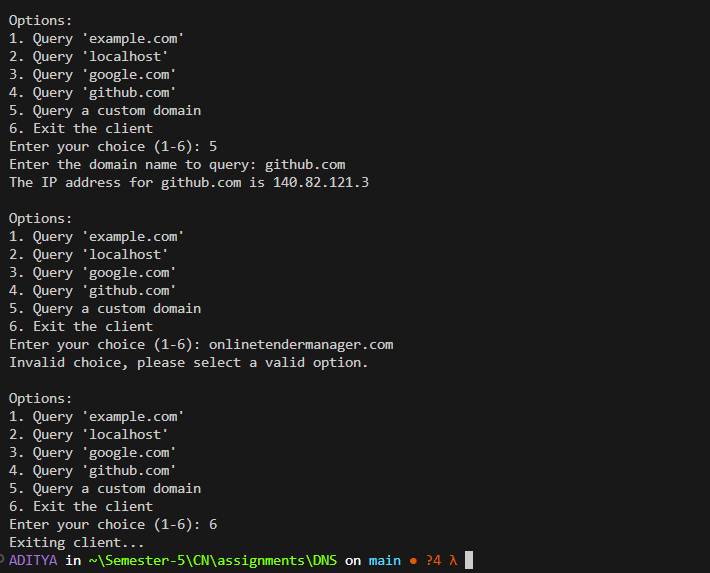 Options:
1. Query 'example.com'
2. Query 'localhost'
3. Query 'google.com'
4. Query 'github.com'
5. Query a custom domain
6. Exit the client
Enter your choice (1-6): 5
Enter the domain name to query: github.com
The IP address for github.com is 140.82.121.3

Options:
1. Query 'example.com'
2. Query 'localhost'
3. Query 'google.com'
4. Query 'github.com'
5. Query a custom domain
6. Exit the client
Enter your choice (1-6): onlinetendermanager.com
Invalid choice, please select a valid option.

Options:
1. Query 'example.com'
2. Query 'localhost'
3. Query 'google.com'
4. Query 'github.com'
5. Query a custom domain
6. Exit the client
Enter your choice (1-6): 6
Exiting client...
ADITYA in ~\Semester-5\CN\assignments\DNS on main • ?4 λ